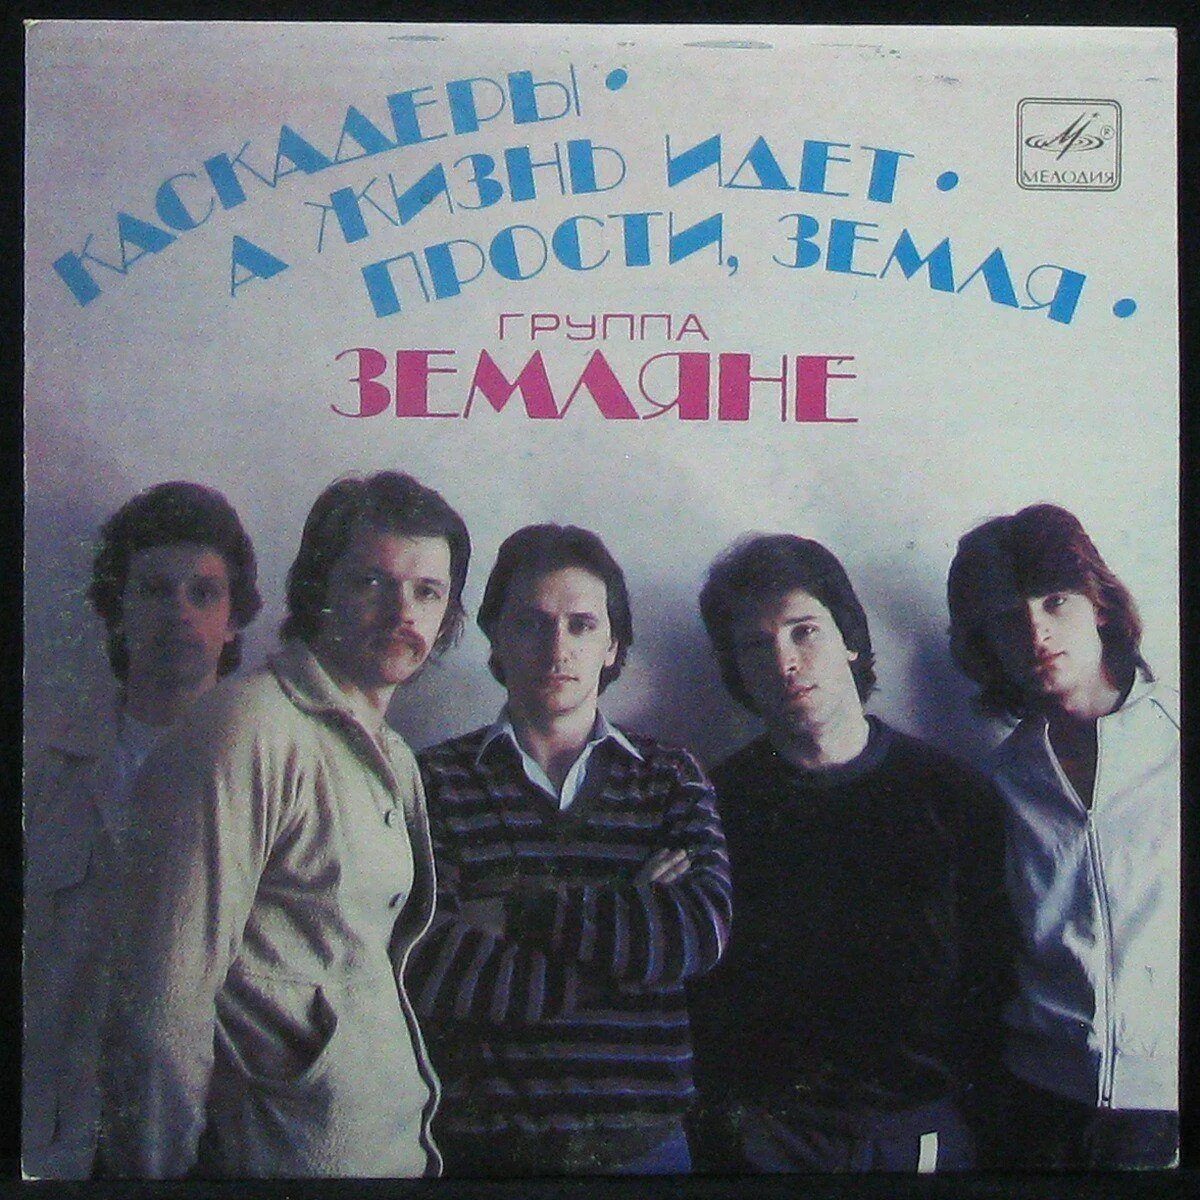 КАСКАДЕРЫ •
А ЖИЗНЬ ИДЕТ •
ПРОСТИ, ЗЕМЛЯ •
ГРУППА
ЗЕМЛЯНЕ
МЕЛОДИЯ